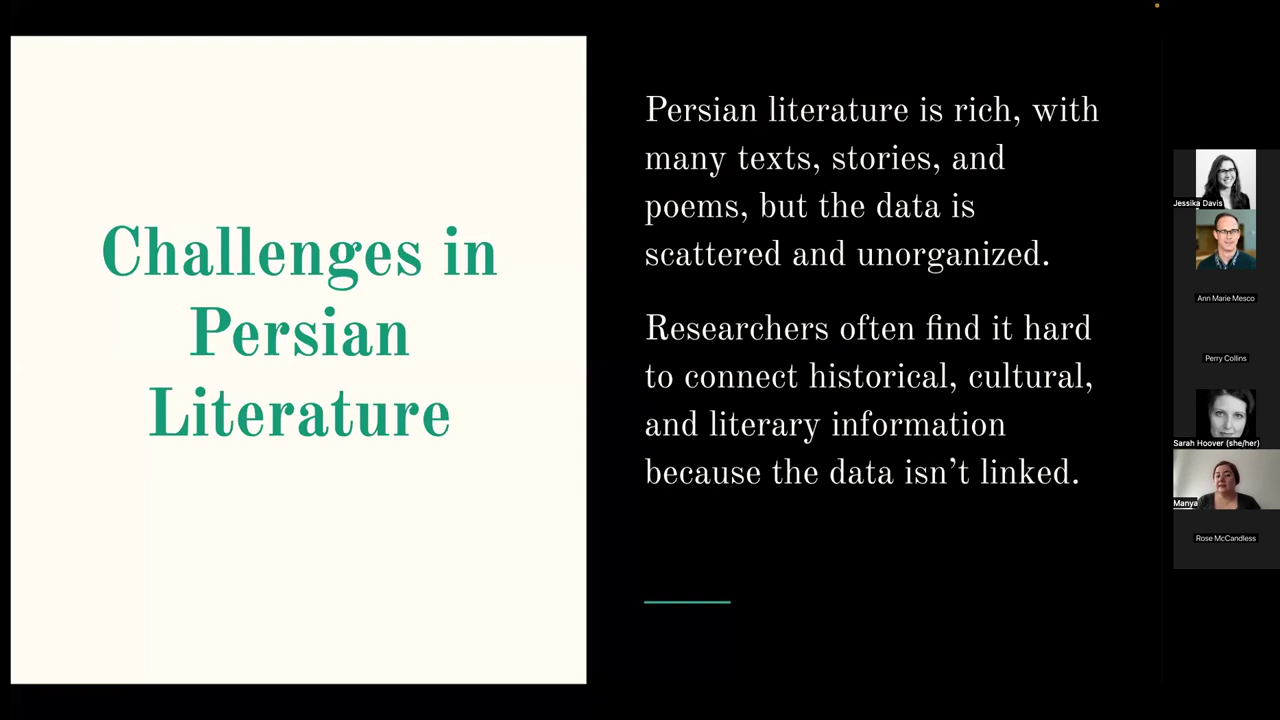 Challenges in
Persian
Literature
Persian literature is rich, with
many texts, stories, and
poems, but the data is
scattered and unorganized.
Researchers often find it hard
to connect historical, cultural,
and literary information
because the data isn’t linked.
Jessika Davis
Ann Marie Mesco
Perry Collins
Sarah Hoover (she/her)
Manya
Rose McCandless